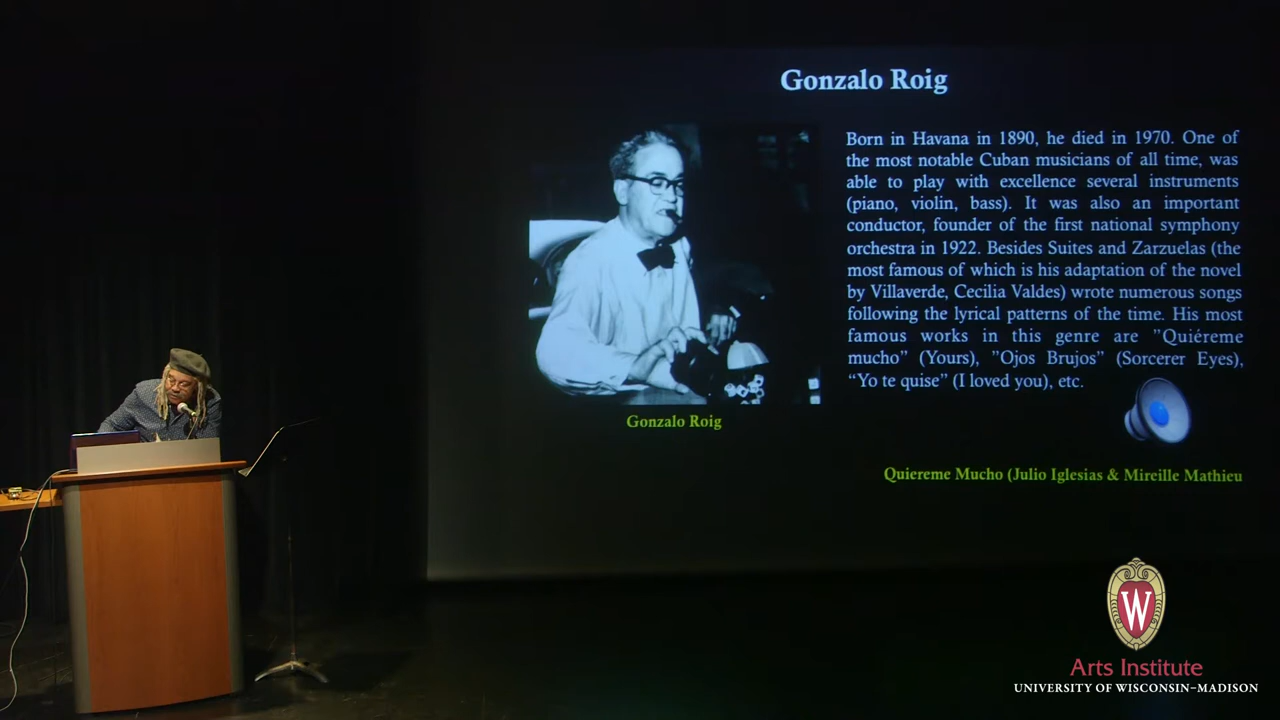 Gonzalo Roig
Born in Havana in 1890, he died in 1970. One of
the most notable Cuban musicians of all time, was
able to play with excellence several instruments
(piano, violin, bass). It was also an important
conductor, founder of the first national symphony
orchestra in 1922. Besides Suites and Zarzuelas (the
most famous of which is his adaptation of the novel
by Villaverde, Cecilia Valdes) wrote numerous songs
following the lyrical patterns of the time. His most
famous works in this genre are "Quiéreme
mucho" (Yours), "Ojos Brujos" (Sorcerer Eyes),
“Yo te quise” (I loved you), etc.
Gonzalo Roig
Quiereme Mucho (Julio Iglesias & Mireille Mathieu
W
Arts Institute
UNIVERSITY OF WISCONSIN–MADISON